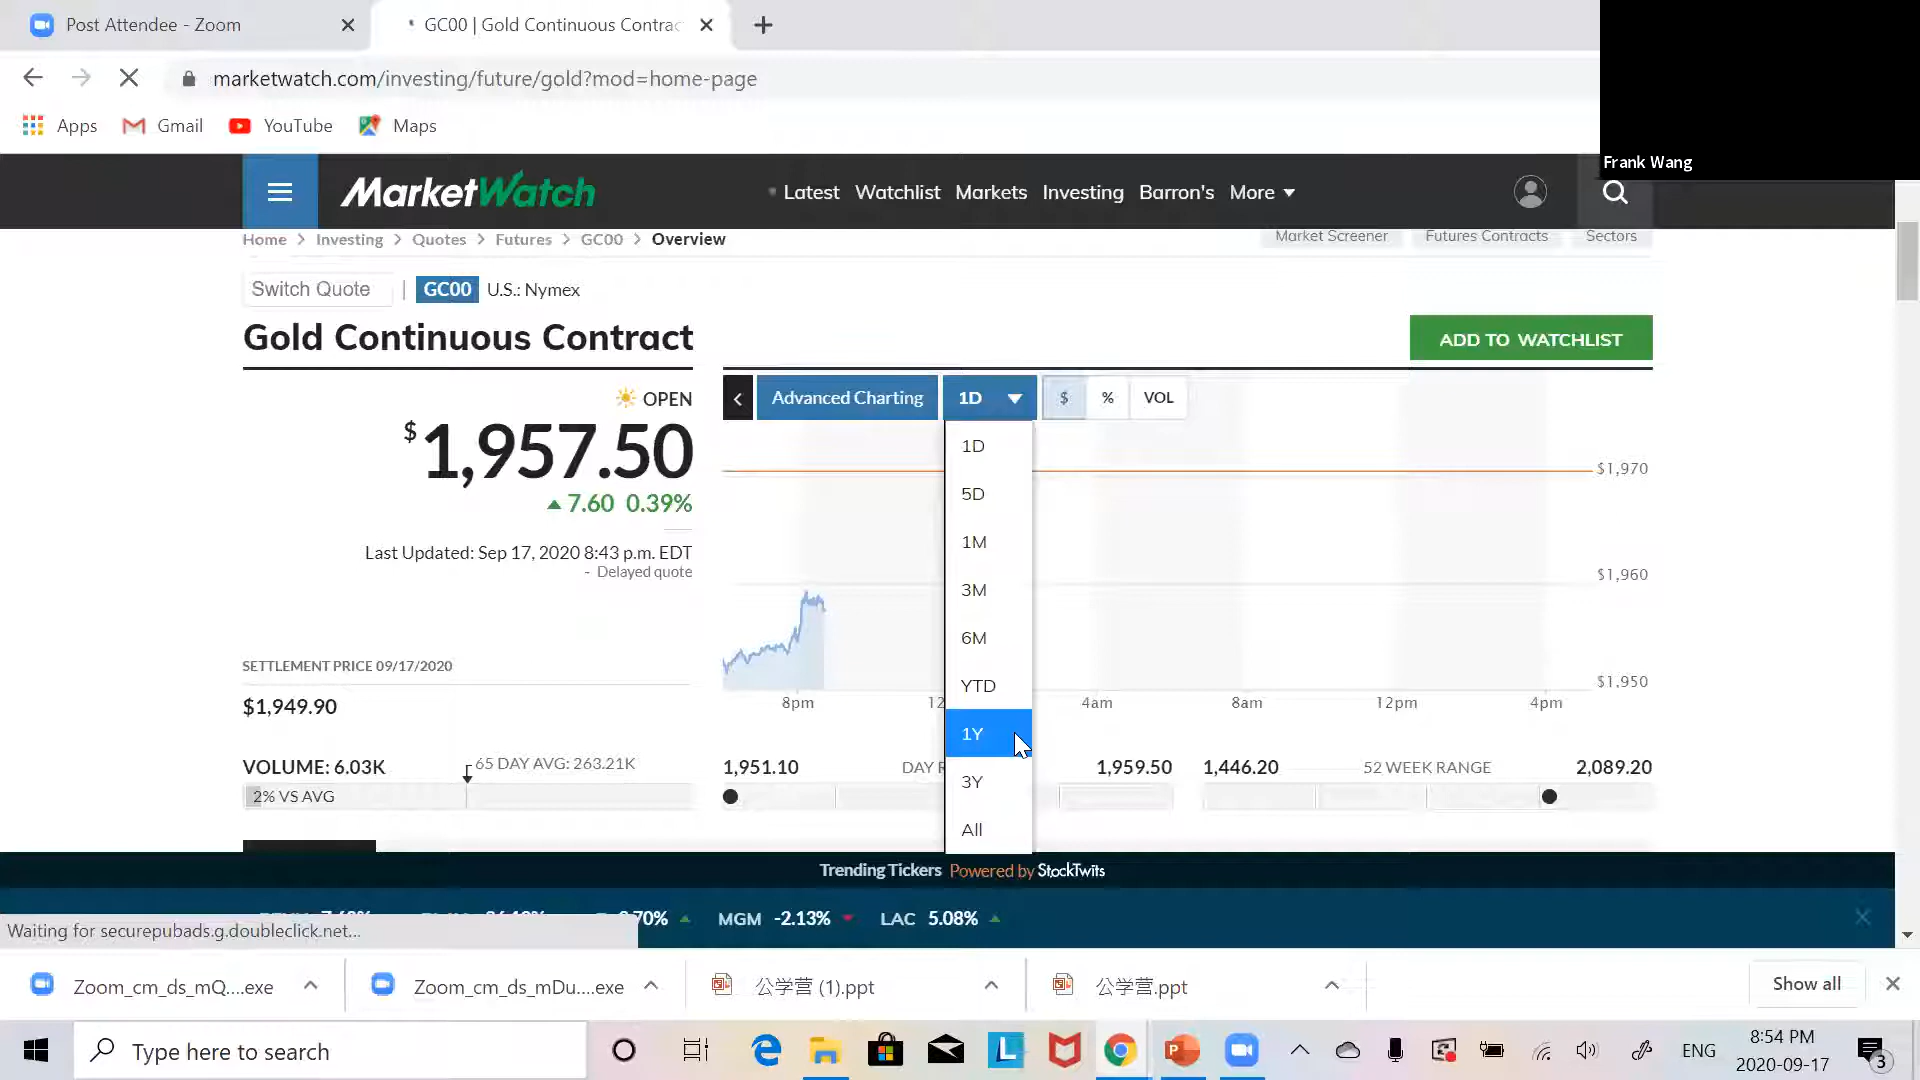 Post Attendee - Zoom
GC00 | Gold Continuous Contrac
marketwatch.com/investing/future/gold?mod=home-page
Apps
Gmail
YouTube
Maps
Frank Wang
MarketWatch
Latest
Watchlist
Markets
Investing
Barron's
More
Home > Investing > Quotes > Futures > GC00 > Overview
Market Screener
Futures Contracts
Sectors
Switch Quote | GC00 U.S.: Nymex
Gold Continuous Contract
ADD TO WATCHLIST
OPEN
$1,957.50
7.60 0.39%
Last Updated: Sep 17, 2020 8:43 p.m. EDT
- Delayed quote
< Advanced Charting 1D $ % VOL
1D
5D
1M
3M
6M
YTD
1Y
3Y
All
$1,970
$1,960
$1,950
8pm 12 4am 8am 12pm 4pm
SETTLEMENT PRICE 09/17/2020
$1,949.90
VOLUME: 6.03K
65 DAY AVG: 263.21K
2% VS AVG
1,951.10 DAY R 1,959.50
1,446.20 52 WEEK RANGE 2,089.20
Trending Tickers Powered by StockTwits
70% MGM -2.13% LAC 5.08%
Waiting for securepubads.g.doubleclick.net...
Zoom_cm_ds_mQ....exe
Zoom_cm_ds_mDu....exe
公学营 (1).ppt
公学营.ppt
Show all
Type here to search
ENG
8:54 PM
2020-09-17
3